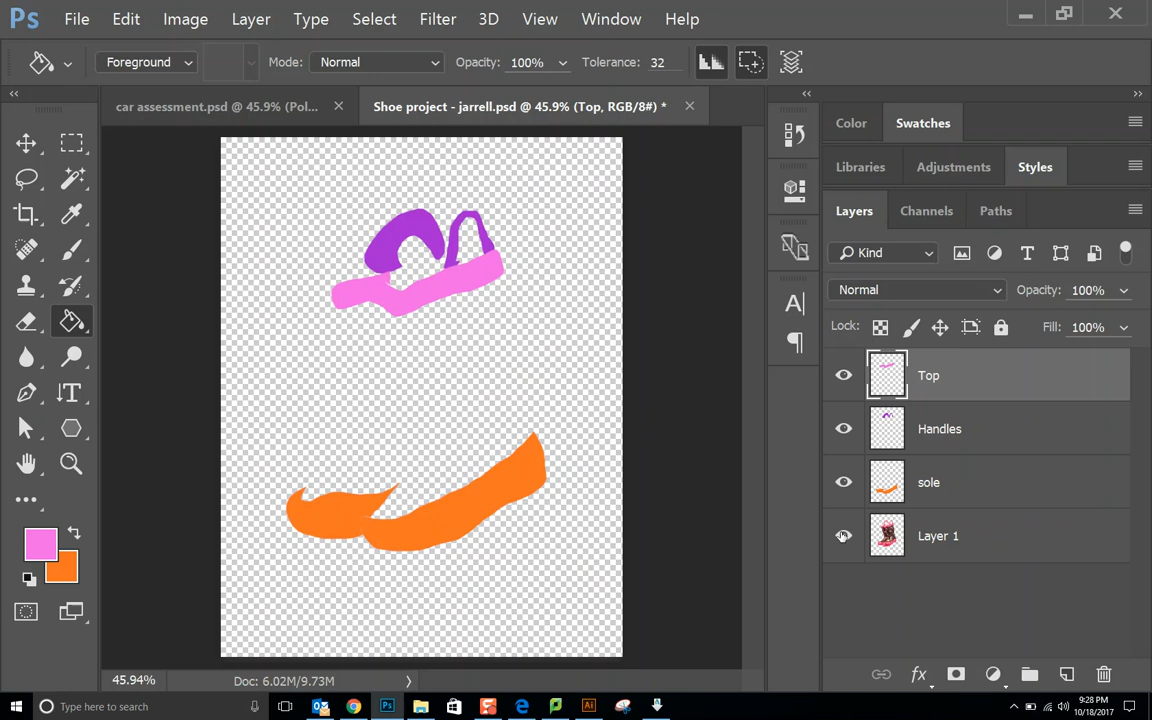 Ps File Edit Image Layer Type Select Filter 3D View Window Help
Foreground Mode: Normal Opacity: 100% Tolerance: 32
car assessment.psd @ 45.9% (Pol... Shoe project - jarrell.psd @ 45.9% (Top, RGB/8#) *
Color Swatches
Libraries Adjustments Styles
Layers Channels Paths
Kind T
Normal Opacity: 100%
Lock: Fill: 100%
A
Top
Handles
sole
Layer 1
fx
45.94% Doc: 6.02M/9.73M
Type here to search
Ps
Ai
9:28 PM
10/18/2017